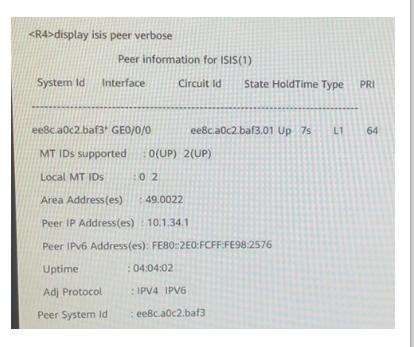 <R4>display isis peer verbose
Peer information for ISIS(1)
System Id Interface Circuit Id State HoldTime Type PRI
--------------------------------------------------------------------------------
ee8c.a0c2.baf3* GE0/0/0 ee8c.a0c2.baf3.01 Up 7s L1 64
MT IDs supported : 0(UP) 2(UP)
Local MT IDs : 0 2
Area Address(es) : 49.0022
Peer IP Address(es) : 10.1.34.1
Peer IPv6 Address(es): FE80::2E0:FCFF:FE98:2576
Uptime : 04:04:02
Adj Protocol : IPV4 IPV6
Peer System Id : ee8c.a0c2.baf3